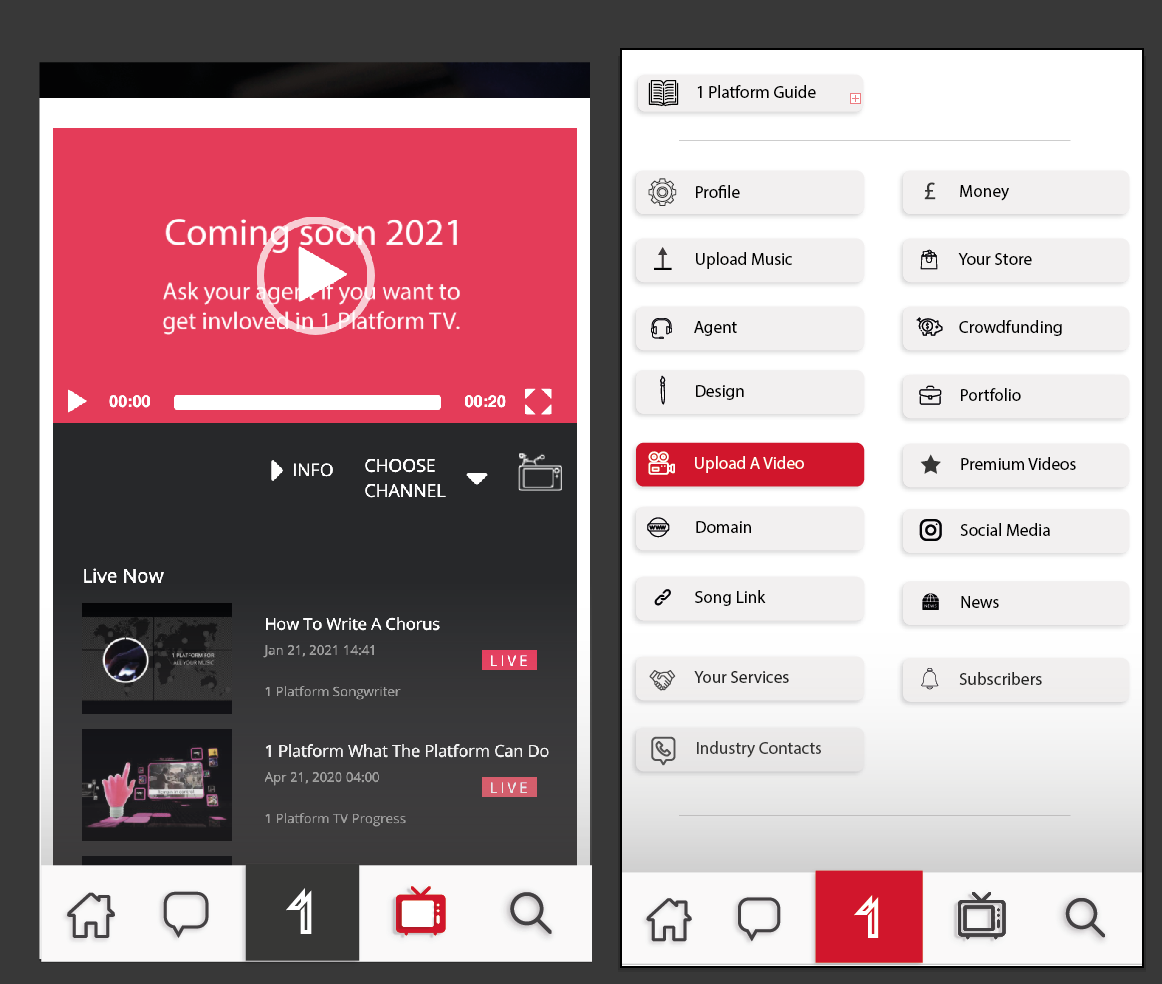 Coming soon 2021
Ask your agent if you want to
get invloved in 1 Platform TV.
00:00
00:20
INFO
CHOOSE
CHANNEL
Live Now
How To Write A Chorus
Jan 21, 2021 14:41
LIVE
1 Platform Songwriter
1 PLATFORM FOR
ALL YOUR MUSIC
1 Platform What The Platform Can Do
Apr 21, 2020 04:00
LIVE
1 Platform TV Progress
1
1 Platform Guide
Profile
£ Money
Upload Music
Your Store
Agent
Crowdfunding
Design
Portfolio
Upload A Video
Premium Videos
www Domain
Social Media
Song Link
NEWS News
Your Services
Subscribers
Industry Contacts
1